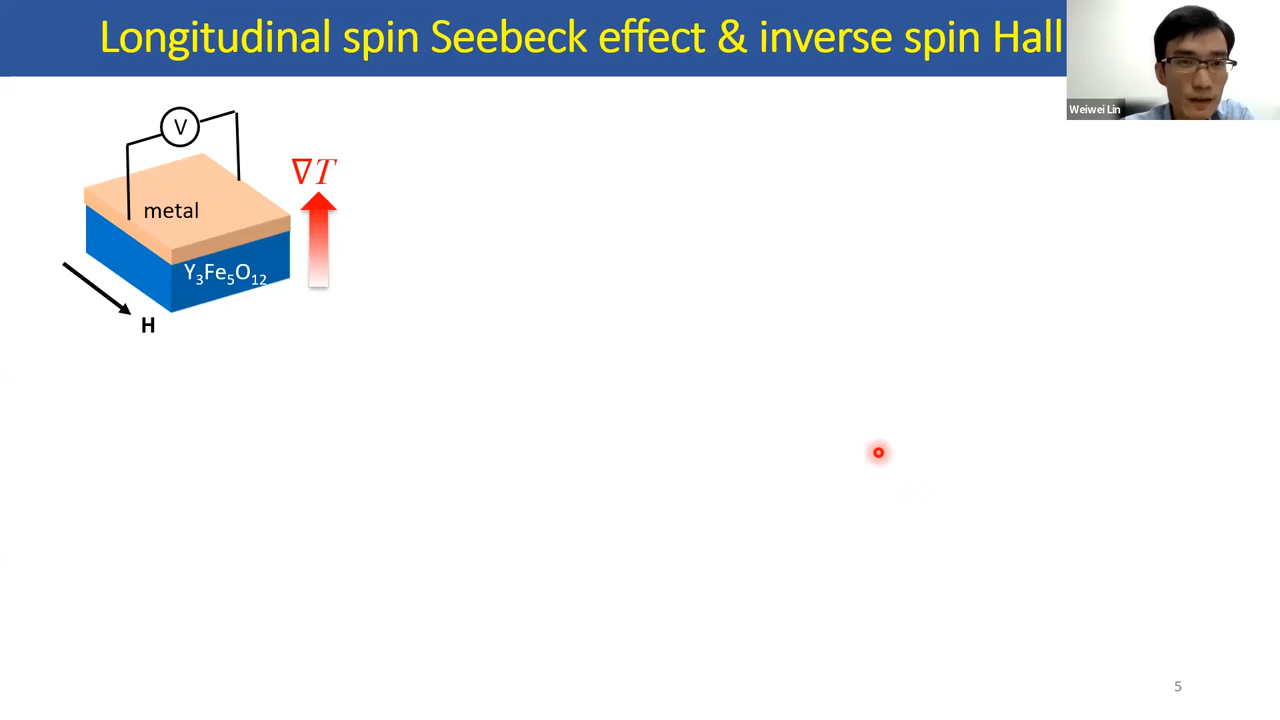 Longitudinal spin Seebeck effect & inverse spin Hall
Weiwei Lin
V
∇T
metal
Y₃Fe₅O₁₂
H
5